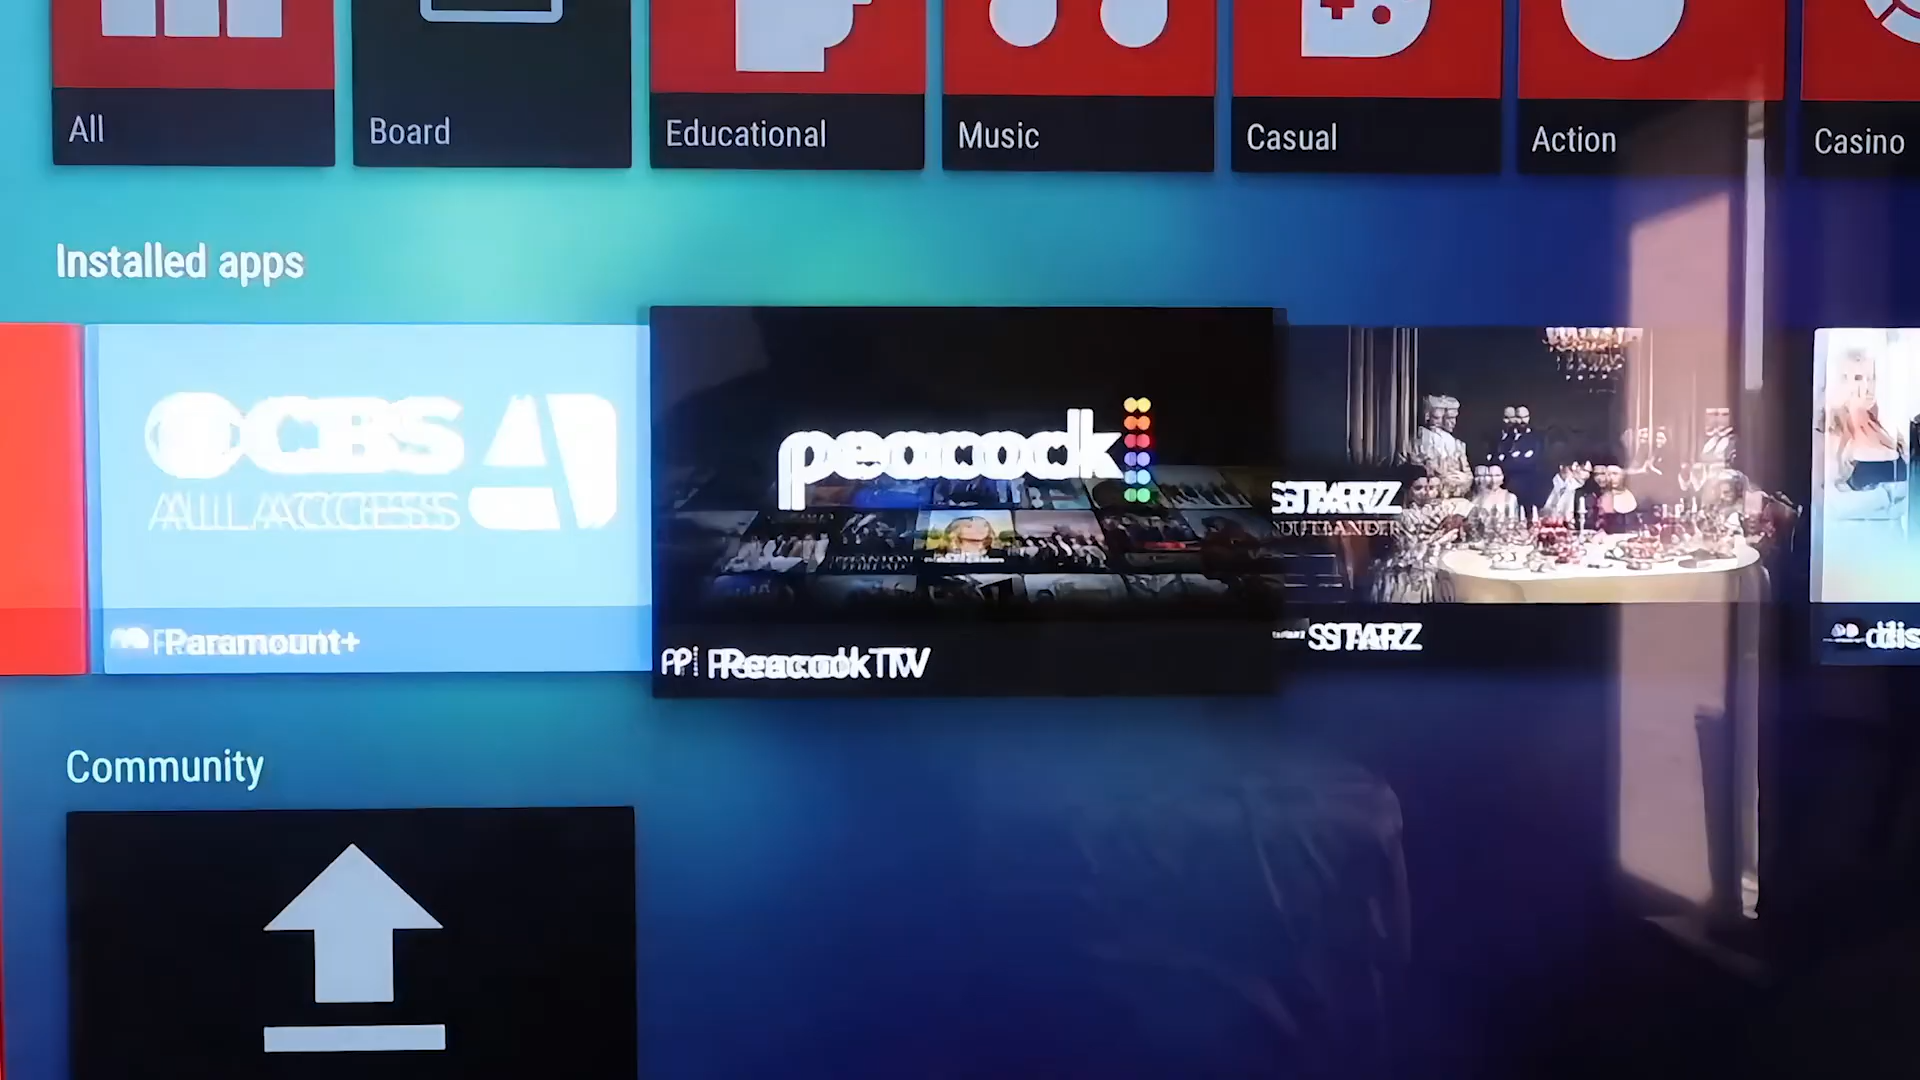 All
Board
Educational
Music
Casual
Action
Casino
Installed apps
CBS
ALL ACCESS
Paramount+
peacock
Peacock TV
STARZ
OUTLANDER
STARZ
Community